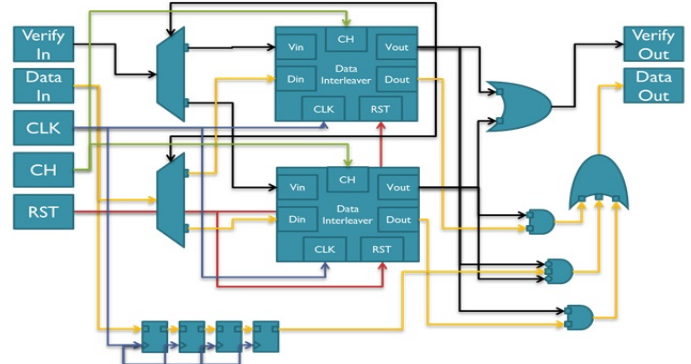 Verify
In
Data
In
CLK
CH
RST
CH
Vin
Vout
Din
Data
Interleaver
Dout
CLK
RST
CH
Vin
Vout
Din
Data
Interleaver
Dout
CLK
RST
Verify
Out
Data
Out